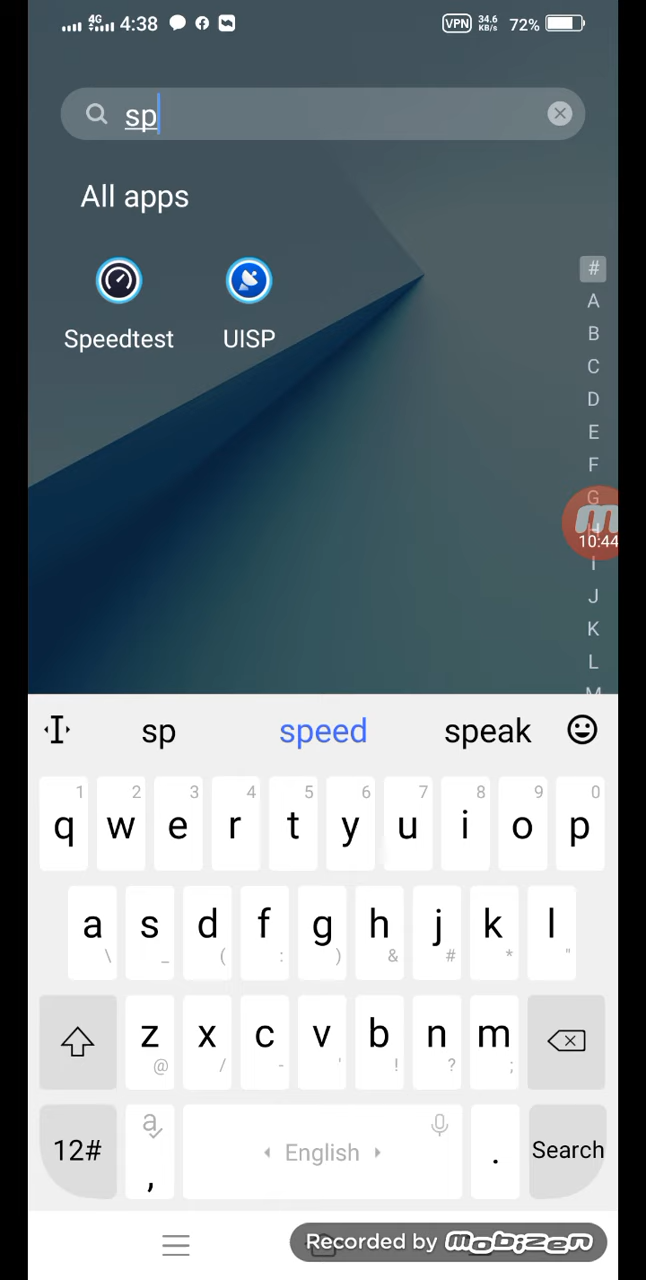 4G 4:38 VPN 34.6 KB/s 72%
sp
All apps
Speedtest UISP
#
A
B
C
D
E
F
G
H
10:44
I
J
K
L
M
sp speed speak
1 2 3 4 5 6 7 8 9 0
q w e r t y u i o p
a s d f g h j k l
\ _ ( : ) & # * "
z x c v b n m
@ / - ' ! ? ;
12# , English . Search
Recorded by mobizen